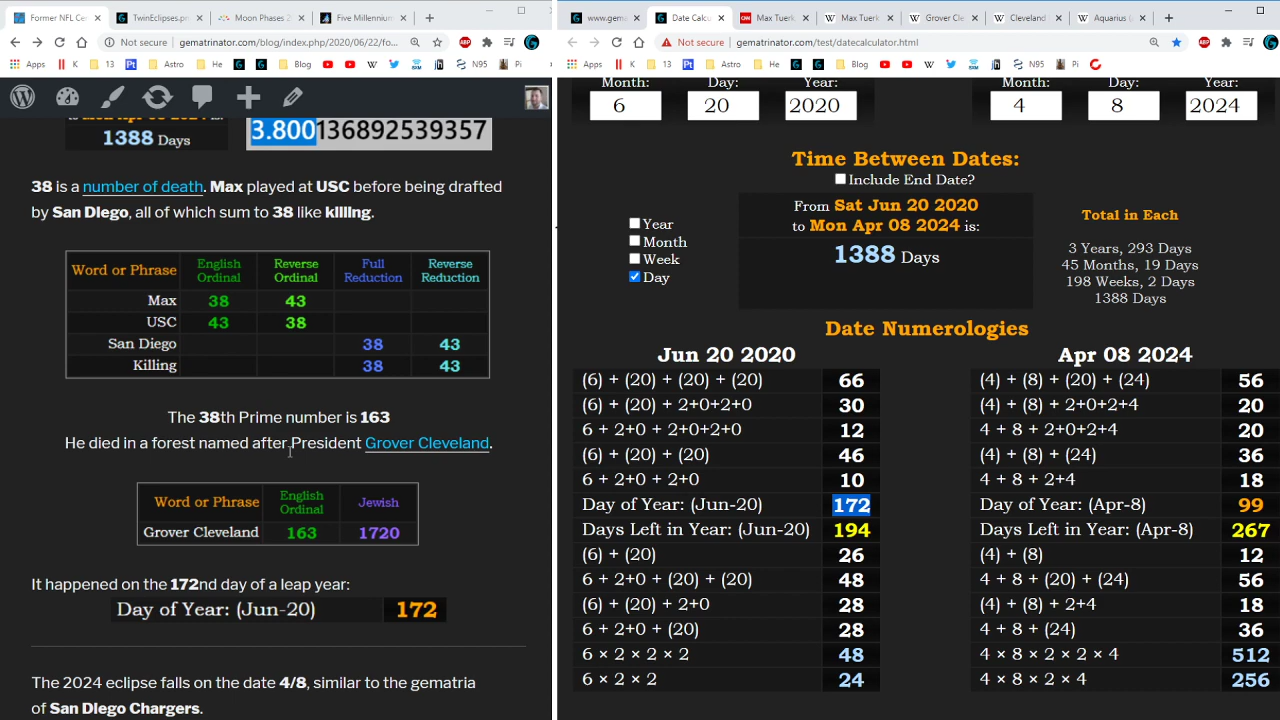 Former NFL Ce
TwinEclipses.p
Moon Phases 2
Five Millenniu
Not secure
gematrinator.com/blog/index.php/2020/06/22/fo...
Apps
K
13
Pt
Astro
He
Blog
N95
Pi
to Mon Apr 08 2024 is:
1388 Days
3.800136892539357
38 is a number of death. Max played at USC before being drafted
by San Diego, all of which sum to 38 like killing.
Word or Phrase
English Ordinal
Reverse Ordinal
Full Reduction
Reverse Reduction
Max 38 43
USC 43 38
San Diego 38 43
Killing 38 43
The 38th Prime number is 163
He died in a forest named after President Grover Cleveland.
Word or Phrase
English Ordinal
Jewish
Grover Cleveland 163 1720
It happened on the 172nd day of a leap year:
Day of Year: (Jun-20) 172
The 2024 eclipse falls on the date 4/8, similar to the gematria
of San Diego Chargers.
www.gema
Date Calcu
Max Tuerk
Max Tuerk
Grover Cle
Cleveland
Aquarius (
Not secure
gematrinator.com/test/datecalculator.html
Apps
K
13
Pt
Astro
He
Blog
N95
Pi
Month: Day: Year:
6 20 2020
Month: Day: Year:
4 8 2024
Time Between Dates:
Include End Date?
Year
Month
Week
Day
From Sat Jun 20 2020
to Mon Apr 08 2024 is:
1388 Days
Total in Each
3 Years, 293 Days
45 Months, 19 Days
198 Weeks, 2 Days
1388 Days
Date Numerologies
Jun 20 2020
(6) + (20) + (20) + (20) 66
(6) + (20) + 2+0+2+0 30
6 + 2+0 + 2+0+2+0 12
(6) + (20) + (20) 46
6 + 2+0 + 2+0 10
Day of Year: (Jun-20) 172
Days Left in Year: (Jun-20) 194
(6) + (20) 26
6 + 2+0 + (20) + (20) 48
(6) + (20) + 2+0 28
6 + 2+0 + (20) 28
6 × 2 × 2 × 2 48
6 × 2 × 2 24
Apr 08 2024
(4) + (8) + (20) + (24) 56
(4) + (8) + 2+0+2+4 20
4 + 8 + 2+0+2+4 20
(4) + (8) + (24) 36
4 + 8 + 2+4 18
Day of Year: (Apr-8) 99
Days Left in Year: (Apr-8) 267
(4) + (8) 12
4 + 8 + (20) + (24) 56
(4) + (8) + 2+4 18
4 + 8 + (24) 36
4 × 8 × 2 × 2 × 4 512
4 × 8 × 2 × 4 256